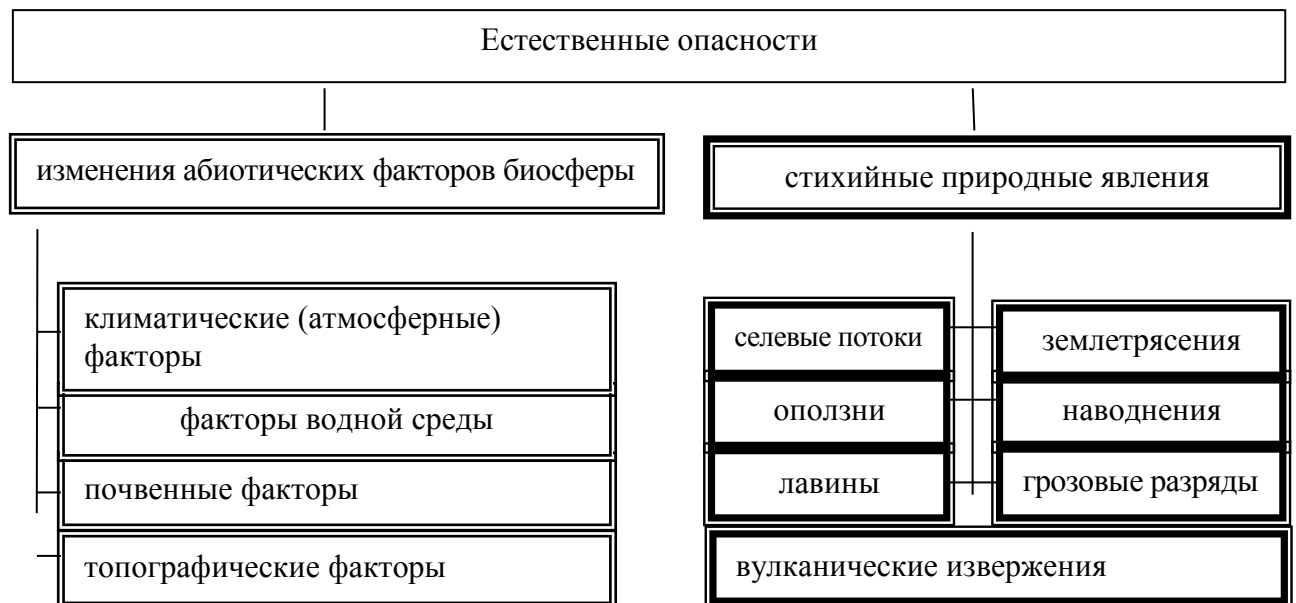 Естественные опасности
изменения абиотических факторов биосферы
стихийные природные явления
климатические (атмосферные)
факторы
факторы водной среды
почвенные факторы
топографические факторы
селевые потоки
землетрясения
оползни
наводнения
лавины
грозовые разряды
вулканические извержения